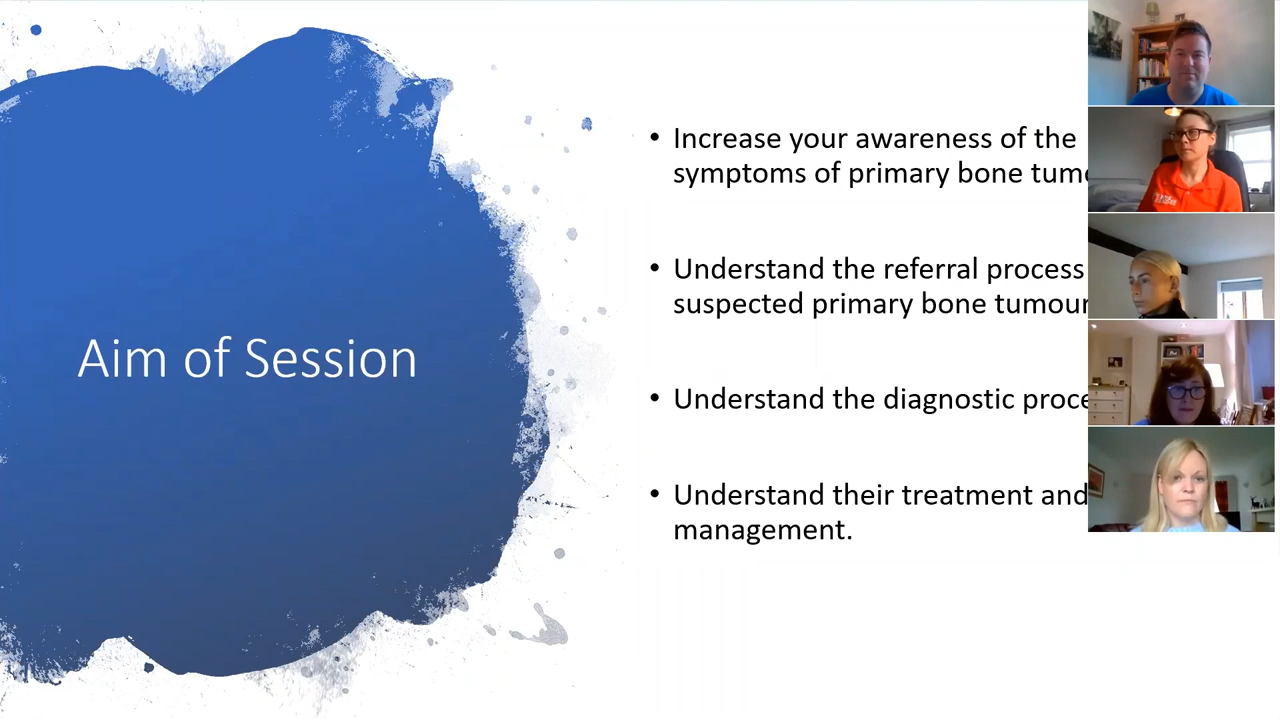 Aim of Session
• Increase your awareness of the
symptoms of primary bone
• Understand the referral process
suspected primary bone tumour
• Understand the diagnostic
• Understand their treatment and
management.